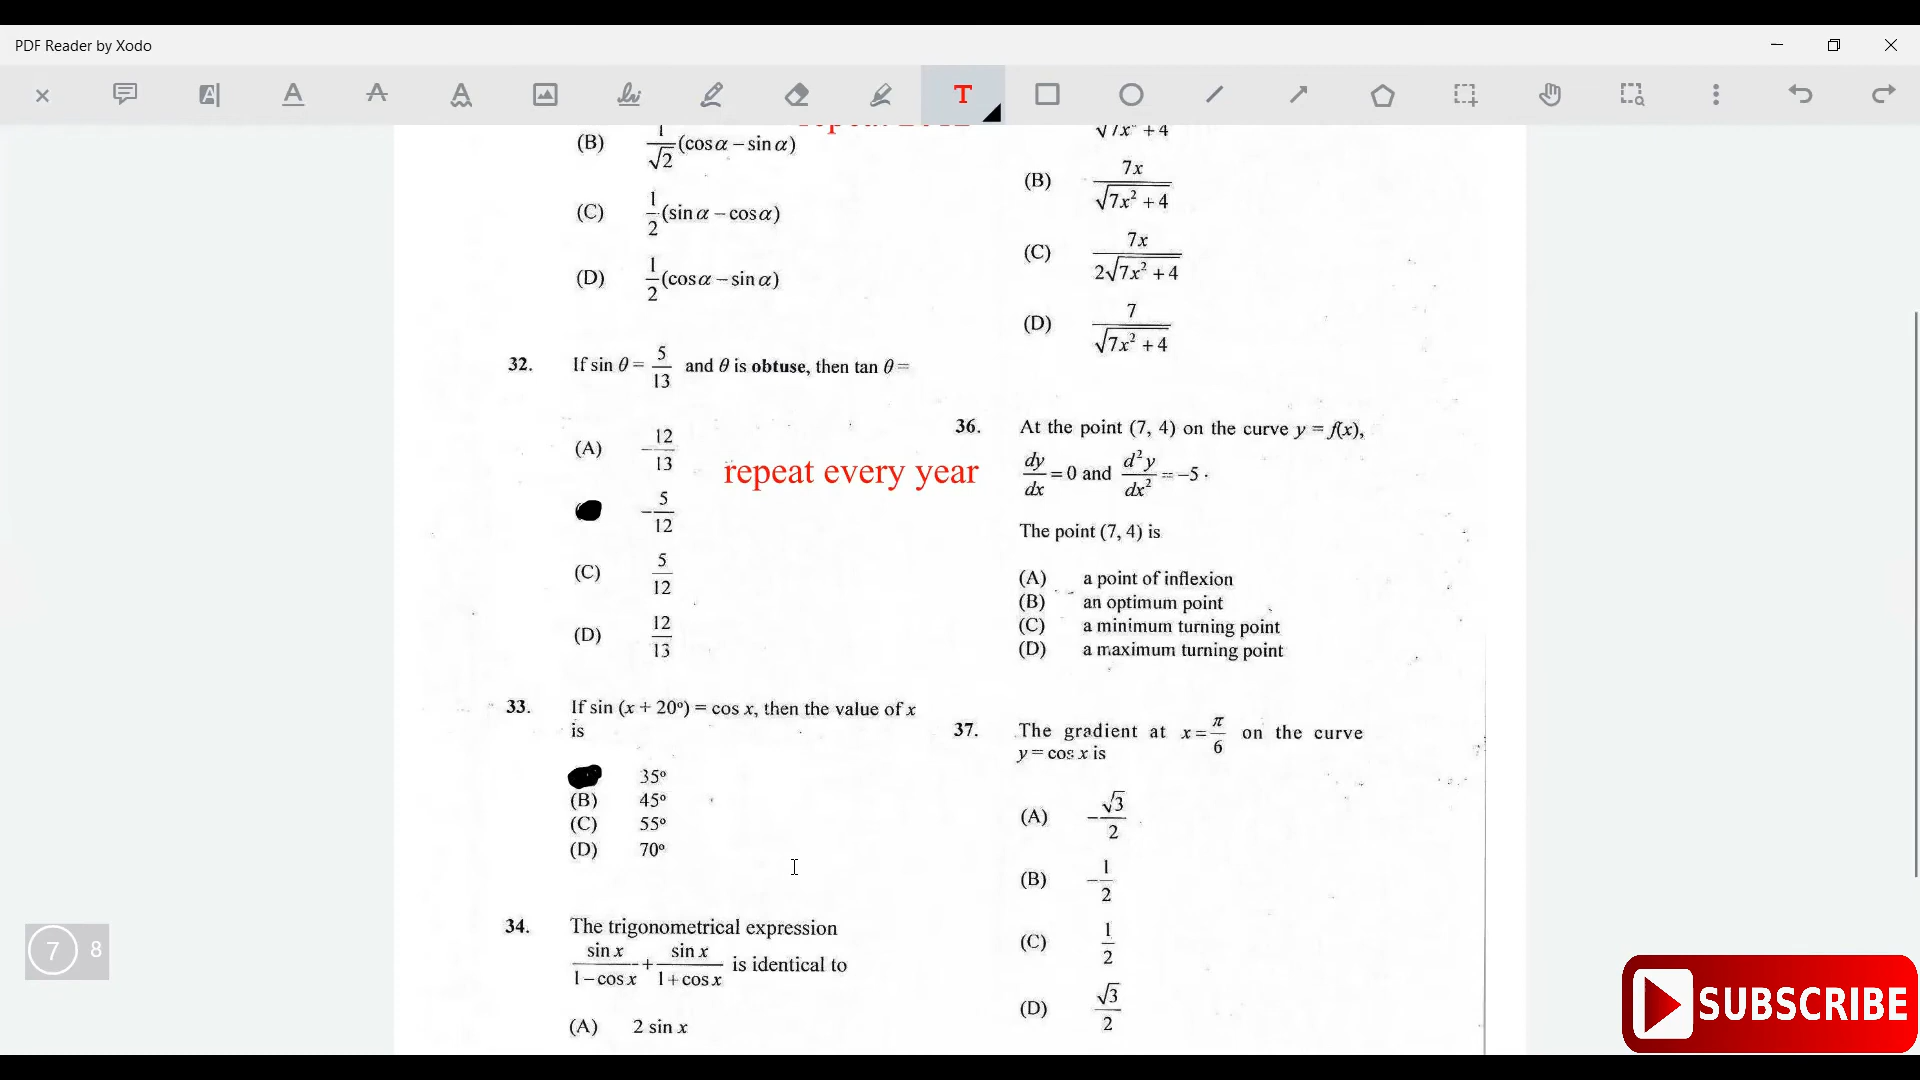 PDF Reader by Xodo
(B) 1/√2 (cos α – sin α)
(C) 1/2 (sin α – cos α)
(D) 1/2 (cos α – sin α)
32. If sin θ = 5/13 and θ is obtuse, then tan θ =
(A) –12/13
repeat every year
–5/12
(C) 5/12
(D) 12/13
33. If sin (x + 20°) = cos x, then the value of x
is
35°
(B) 45°
(C) 55°
(D) 70°
34. The trigonometrical expression
sin x/(1 – cos x) + sin x/(1 + cos x) is identical to
(A) 2 sin x
(B) 7x/√(7x² + 4)
(C) 7x/2√(7x² + 4)
(D) 7/√(7x² + 4)
36. At the point (7, 4) on the curve y = f(x),
dy/dx = 0 and d²y/dx² = –5 .
The point (7, 4) is
(A) a point of inflexion
(B) an optimum point
(C) a minimum turning point
(D) a maximum turning point
37. The gradient at x = π/6 on the curve
y = cos x is
(A) –√3/2
(B) –1/2
(C) 1/2
(D) √3/2
7 8
SUBSCRIBE